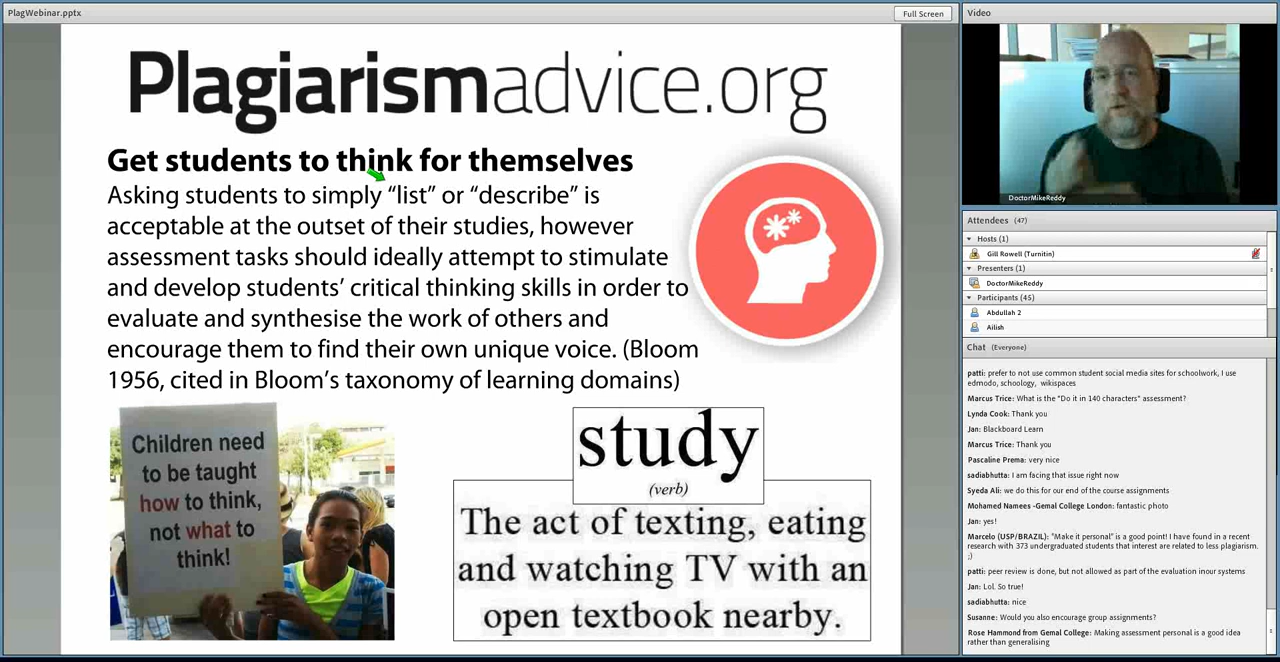 PlagWebinar.pptx
Full Screen
Plagiarismadvice.org
Get students to think for themselves
Asking students to simply “list” or “describe” is
acceptable at the outset of their studies, however
assessment tasks should ideally attempt to stimulate
and develop students’ critical thinking skills in order to
evaluate and synthesise the work of others and
encourage them to find their own unique voice. (Bloom
1956, cited in Bloom’s taxonomy of learning domains)
Children need
to be taught
how to think,
not what to
think!
study
(verb)
The act of texting, eating
and watching TV with an
open textbook nearby.
Video
DoctorMikeReddy
Attendees (47)
Hosts (1)
Gill Rowell (Turnitin)
Presenters (1)
DoctorMikeReddy
Participants (45)
Abdullah 2
Ailish
Chat (Everyone)
patti: prefer to not use common student social media sites for schoolwork, I use
edmodo, schoology, wikispaces
Marcus Trice: What is the "Do it in 140 characters" assessment?
Lynda Cook: Thank you
Jan: Blackboard Learn
Marcus Trice: Thank you
Pascaline Prema: very nice
sadiabhutta: I am facing that issue right now
Syeda Ali: we do this for our end of the course assignments
Mohamed Namees -Gemal College London: fantastic photo
Jan: yes!
Marcelo (USP/BRAZIL): "Make it personal" is a good point! I have found in a recent
research with 373 undergraduated students that interest are related to less plagiarism.
;)
patti: peer review is done, but not allowed as part of the evaluation inour systems
Jan: Lol. So true!
sadiabhutta: nice
Susanne: Would you also encourage group assignments?
Rose Hammond from Gemal College: Making assessment personal is a good idea
rather than generalising